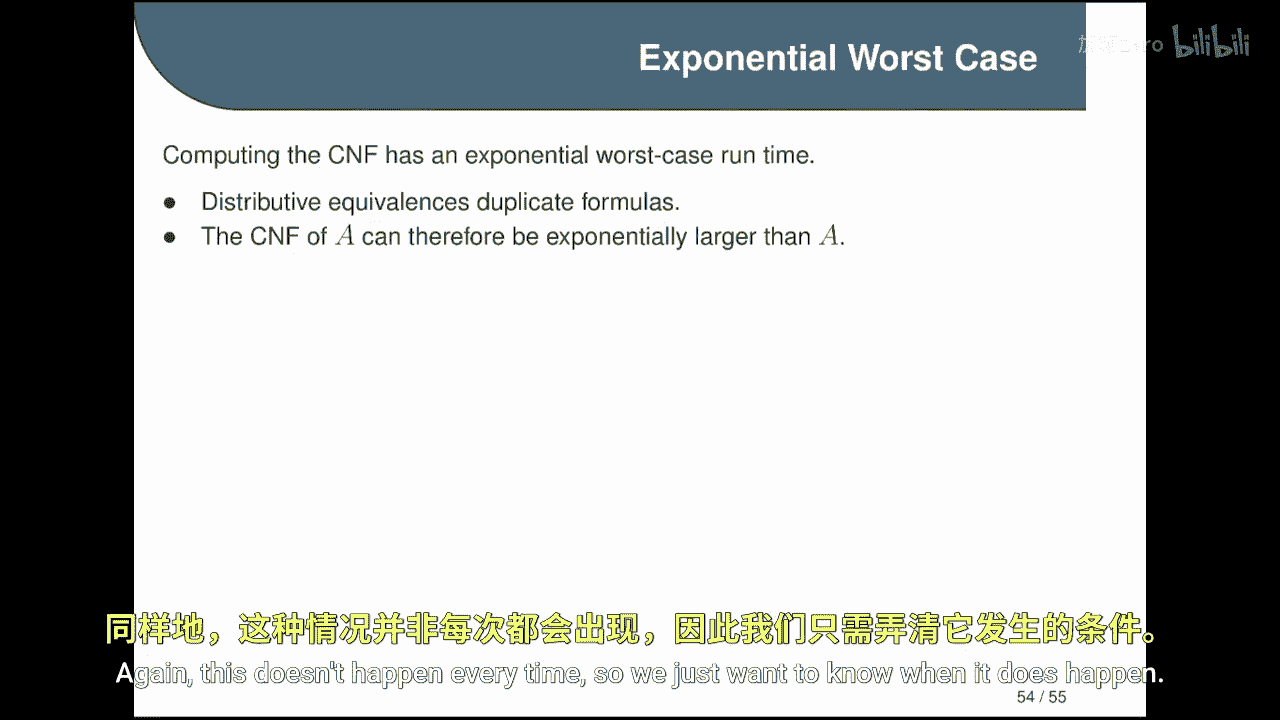 Exponential Worst Case
bilibili
Computing the CNF has an exponential worst-case run time.
● Distributive equivalences duplicate formulas.
● The CNF of A can therefore be exponentially larger than A.
同样地，这种情况并非每次都会出现，因此我们只需弄清它发生的条件。
Again, this doesn't happen every time, so we just want to know when it does happen.
54 / 55